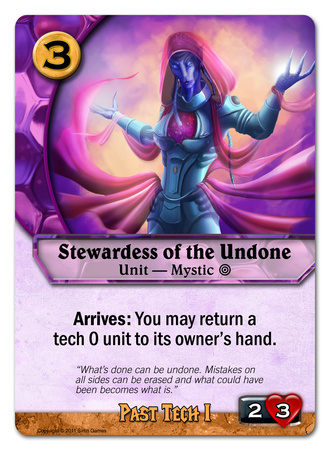 3
Stewardess of the Undone
Unit — Mystic
Arrives: You may return a
tech 0 unit to its owner's hand.
"What's done can be undone. Mistakes on
all sides can be erased and what could have
been becomes what is."
Past Tech I
2 3
Copyright © 2011 Sirlin Games